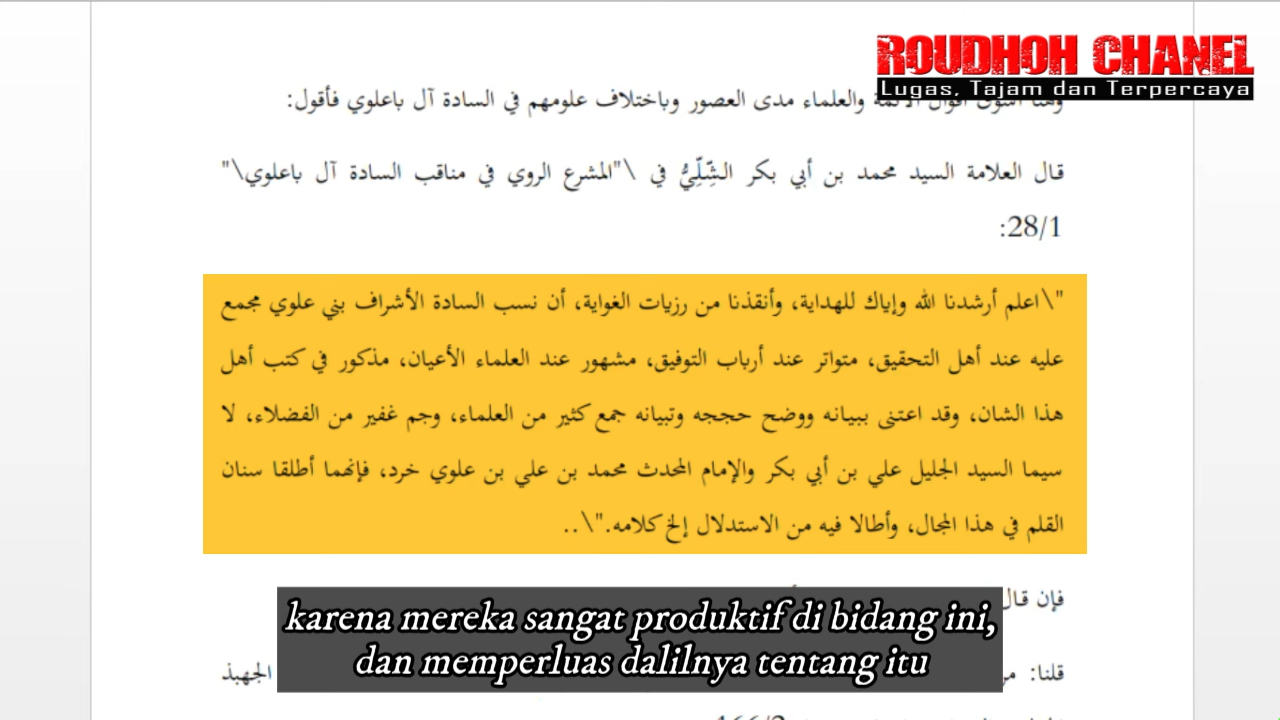 ROUDHOH CHANEL
Lugas, Tajam dan Terpercaya
والعلماء مدى العصور وباختلاف علومهم في السادة آل باعلوي فأقول:
قال العلامة السيد محمد بن أبي بكر الشِّلِّيُّ في \"المشرع الروي في مناقب السادة آل باعلوي\"
28/1:
"\اعلم أرشدنا الله وإياك للهداية، وأنقذنا من رزيات الغواية، أن نسب السادة الأشراف بني علوي مجمع
عليه عند أهل التحقيق، متواتر عند أرباب التوفيق، مشهور عند العلماء الأعيان، مذكور في كتب أهل
هذا الشان، وقد اعتنى ببيانه ووضح حججه وتبيانه جمع كثير من العلماء، وجم غفير من الفضلاء، لا
سيما السيد الجليل علي بن أبي بكر والإمام المحدث محمد بن علي بن علوي خرد، فإنهما أطلقا سنان
القلم في هذا المجال، وأطالا فيه من الاستدلال إلخ كلامه."\..
فإن قال
karena mereka sangat produktif di bidang ini,
dan memperluas dalilnya tentang itu
قلنا: الجهبذ